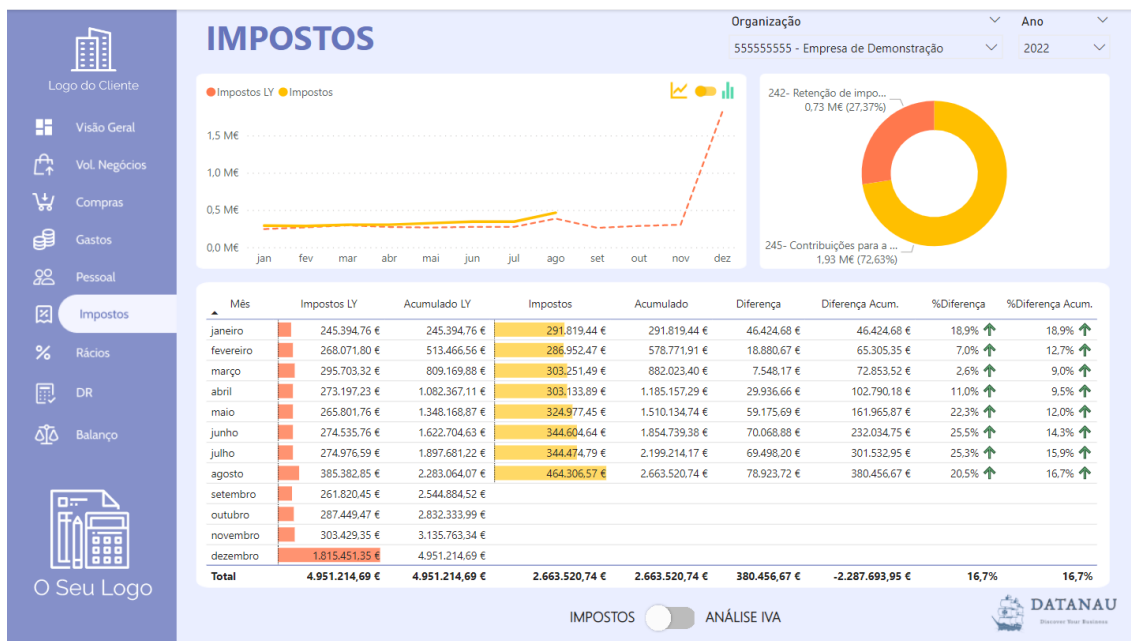 Logo do Cliente
Visão Geral
Vol. Negócios
Compras
Gastos
Pessoal
Impostos
Rácios
DR
Balanço
O Seu Logo
IMPOSTOS
Organização
555555555 - Empresa de Demonstração
Ano
2022
Impostos LY Impostos
1,5 M€
1,0 M€
0,5 M€
0,0 M€
jan fev mar abr mai jun jul ago set out nov dez
242- Retenção de impo...
0,73 M€ (27,37%)
245- Contribuições para a ...
1,93 M€ (72,63%)
Mês Impostos LY Acumulado LY Impostos Acumulado Diferença Diferença Acum. %Diferença %Diferença Acum.
janeiro 245.394,76 € 245.394,76 € 291.819,44 € 291.819,44 € 46.424,68 € 46.424,68 € 18,9% 18,9%
fevereiro 268.071,80 € 513.466,56 € 286.952,47 € 578.771,91 € 18.880,67 € 65.305,35 € 7,0% 12,7%
março 295.703,32 € 809.169,88 € 303.251,49 € 882.023,40 € 7.548,17 € 72.853,52 € 2,6% 9,0%
abril 273.197,23 € 1.082.367,11 € 303.133,89 € 1.185.157,29 € 29.936,66 € 102.790,18 € 11,0% 9,5%
maio 265.801,76 € 1.348.168,87 € 324.977,45 € 1.510.134,74 € 59.175,69 € 161.965,87 € 22,3% 12,0%
junho 274.535,76 € 1.622.704,63 € 344.604,64 € 1.854.739,38 € 70.068,88 € 232.034,75 € 25,5% 14,3%
julho 274.976,59 € 1.897.681,22 € 344.474,79 € 2.199.214,17 € 69.498,20 € 301.532,95 € 25,3% 15,9%
agosto 385.382,85 € 2.283.064,07 € 464.306,57 € 2.663.520,74 € 78.923,72 € 380.456,67 € 20,5% 16,7%
setembro 261.820,45 € 2.544.884,52 €
outubro 287.449,47 € 2.832.333,99 €
novembro 303.429,35 € 3.135.763,34 €
dezembro 1.815.451,35 € 4.951.214,69 €
Total 4.951.214,69 € 4.951.214,69 € 2.663.520,74 € 2.663.520,74 € 380.456,67 € -2.287.693,95 € 16,7% 16,7%
IMPOSTOS ANÁLISE IVA
DATANAU
Discover Your Business